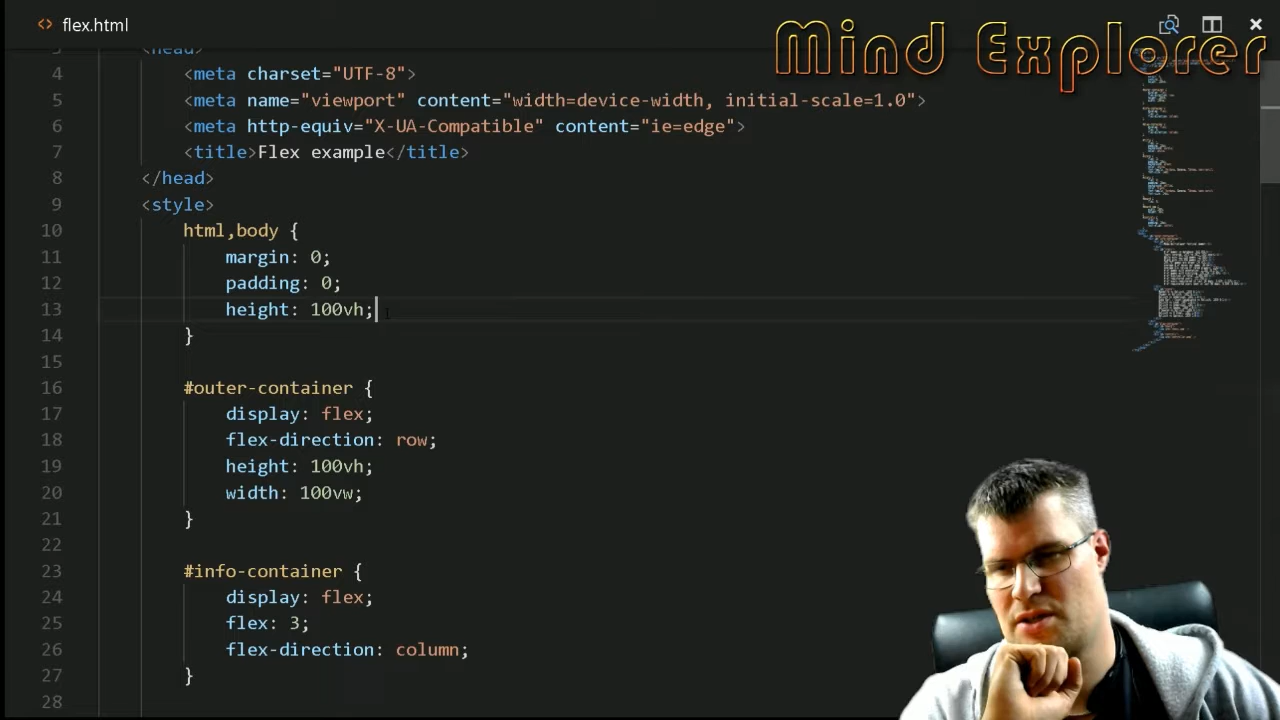 <> flex.html
Mind Explorer
<head>
4 <meta charset="UTF-8">
5 <meta name="viewport" content="width=device-width, initial-scale=1.0">
6 <meta http-equiv="X-UA-Compatible" content="ie=edge">
7 <title>Flex example</title>
8 </head>
9 <style>
10 html,body {
11 margin: 0;
12 padding: 0;
13 height: 100vh;
14 }
15
16 #outer-container {
17 display: flex;
18 flex-direction: row;
19 height: 100vh;
20 width: 100vw;
21 }
22
23 #info-container {
24 display: flex;
25 flex: 3;
26 flex-direction: column;
27 }
28